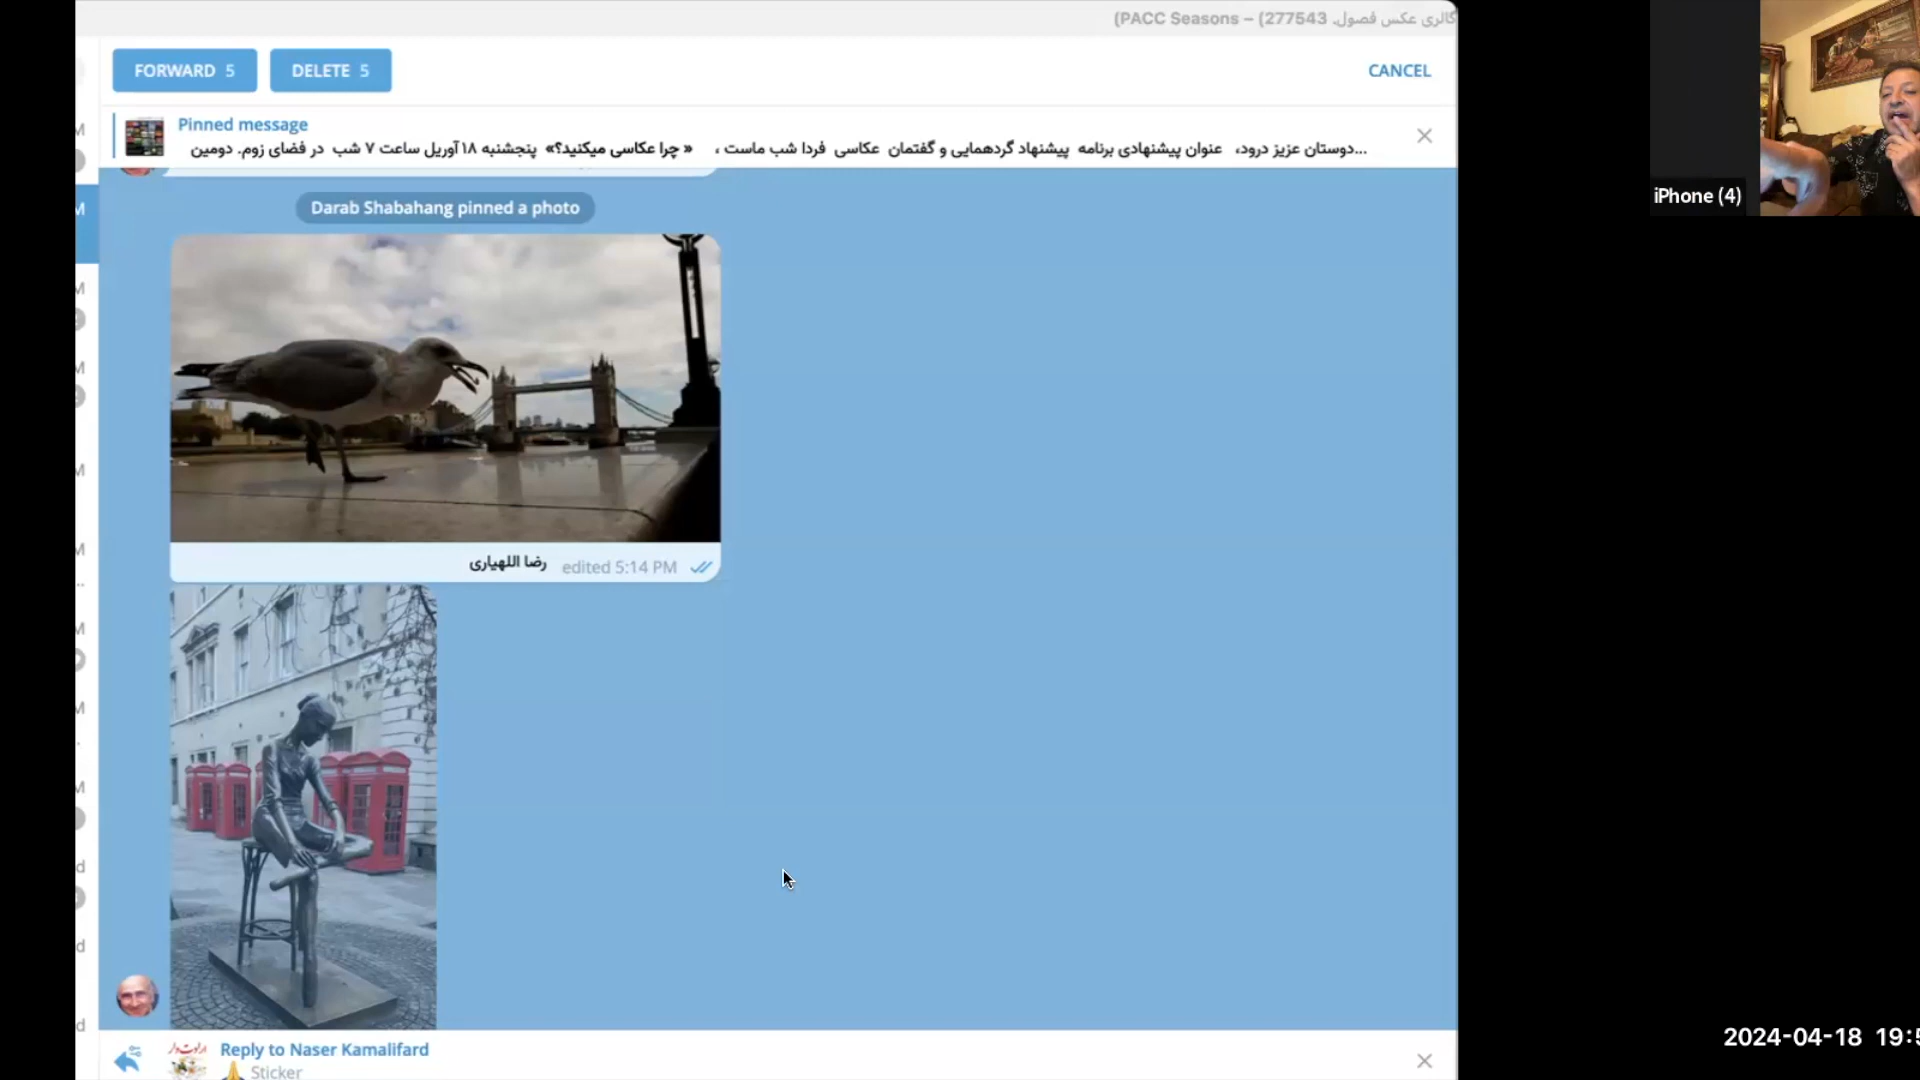 گالری عکس فصول. PACC Seasons – (277543)
FORWARD 5
DELETE 5
CANCEL
Pinned message
دوستان عزیز درود، عنوان پیشنهادی برنامه پیشنهاد گردهمایی و گفتمان عکاسی فردا شب ماست ، « چرا عکاسی میکنید؟» پنجشنبه ۱۸ آوریل ساعت ۷ شب در فضای زوم. دومین...
Darab Shabahang pinned a photo
رضا اللهیاری edited 5:14 PM
Reply to Naser Kamalifard
🙏 Sticker
iPhone (4)
2024-04-18 19:5